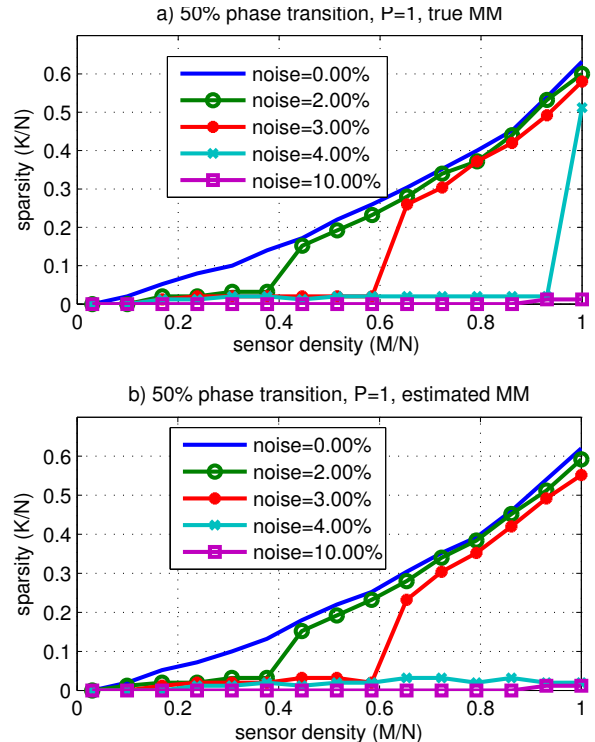 a) 50% phase transition, P=1, true MM
noise=0.00%
noise=2.00%
noise=3.00%
noise=4.00%
noise=10.00%
sparsity (K/N)
0.6
0.5
0.4
0.3
0.2
0.1
0
0 0.2 0.4 0.6 0.8 1
sensor density (M/N)
b) 50% phase transition, P=1, estimated MM
noise=0.00%
noise=2.00%
noise=3.00%
noise=4.00%
noise=10.00%
sparsity (K/N)
0.6
0.5
0.4
0.3
0.2
0.1
0
0 0.2 0.4 0.6 0.8 1
sensor density (M/N)